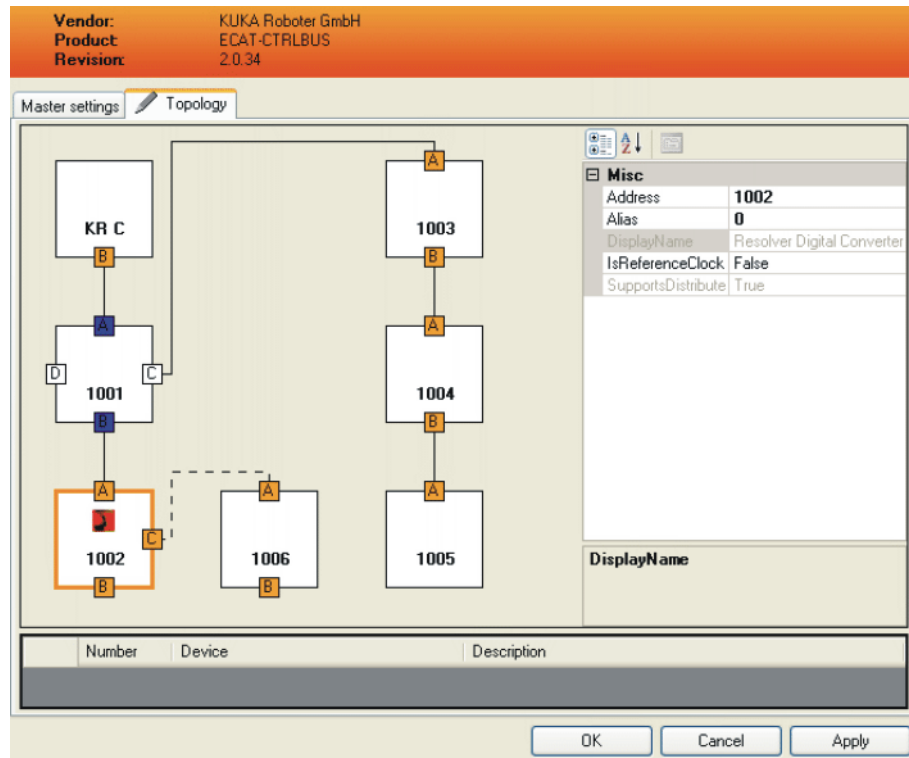 Vendor: KUKA Roboter GmbH
Product: ECAT-CTRLBUS
Revision: 2.0.34
Master settings Topology
A
KR C
B
1003
B
A
D C
1001
B
A
1004
B
A
C
1002
B
A
1006
B
A
1005
A Z
Misc
Address 1002
Alias 0
DisplayName Resolver Digital Converter
IsReferenceClock False
SupportsDistribute True
DisplayName
Number Device Description
OK Cancel Apply